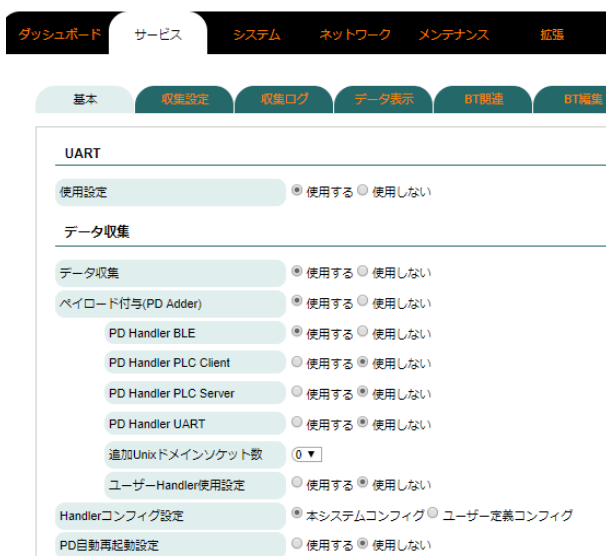 ダッシュボード サービス システム ネットワーク メンテナンス 拡張
基本 収集設定 収集ログ データ表示 BT関連 BT編集
UART
使用設定 使用する 使用しない
データ収集
データ収集 使用する 使用しない
ペイロード付与(PD Adder) 使用する 使用しない
PD Handler BLE 使用する 使用しない
PD Handler PLC Client 使用する 使用しない
PD Handler PLC Server 使用する 使用しない
PD Handler UART 使用する 使用しない
追加Unixドメインソケット数 0 ▼
ユーザーHandler使用設定 使用する 使用しない
Handlerコンフィグ設定 本システムコンフィグ ユーザー定義コンフィグ
PD自動再起動設定 使用する 使用しない